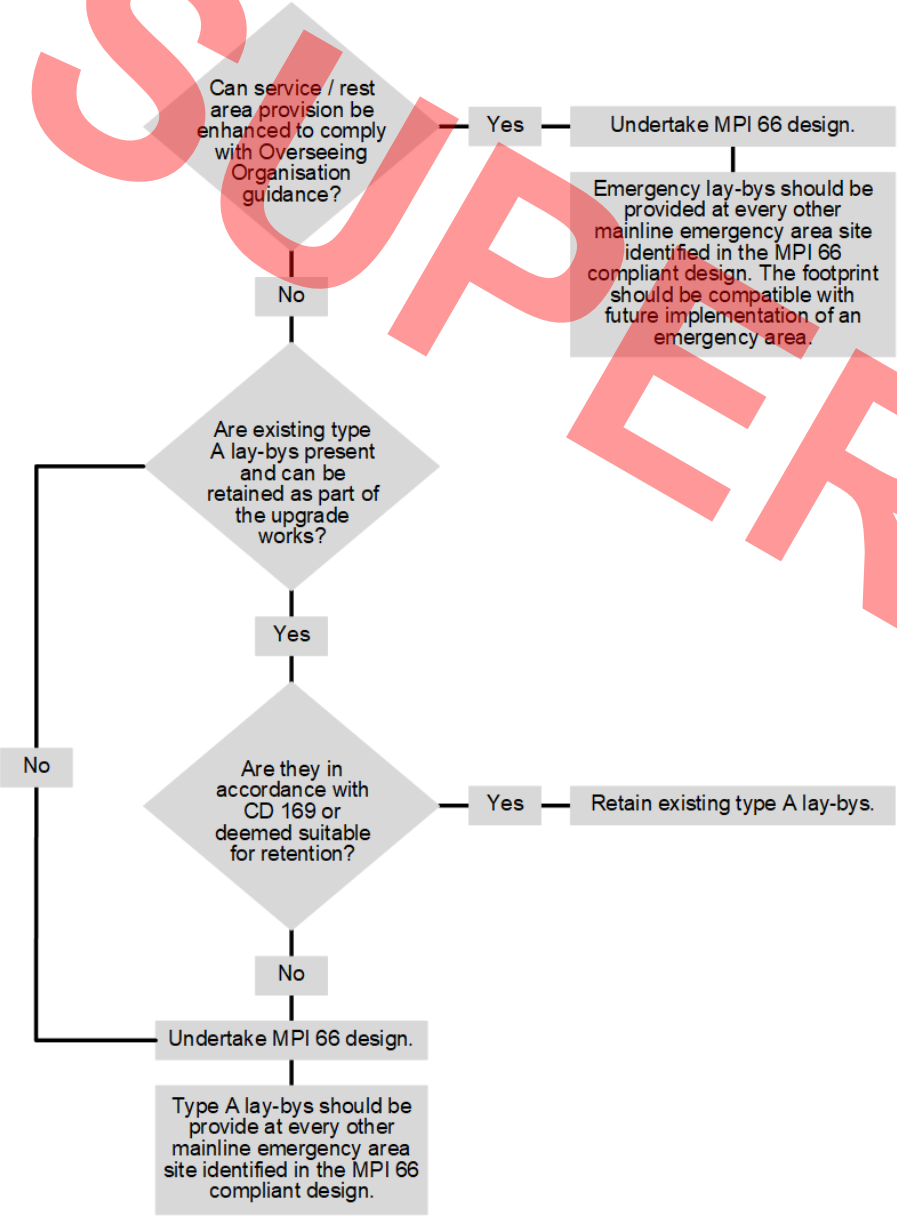 Can service / rest
area provision be
enhanced to comply
with Overseeing
Organisation
guidance?
Yes
Undertake MPI 66 design.
Emergency lay-bys should be
provided at every other
mainline emergency area site
identified in the MPI 66
compliant design. The footprint
should be compatible with
future implementation of an
emergency area.
No
Are existing type
A lay-bys present
and can be
retained as part of
the upgrade
works?
Yes
No
Are they in
accordance with
CD 169 or
deemed suitable
for retention?
Yes
Retain existing type A lay-bys.
No
Undertake MPI 66 design.
Type A lay-bys should be
provide at every other
mainline emergency area
site identified in the MPI 66
compliant design.
SUPER